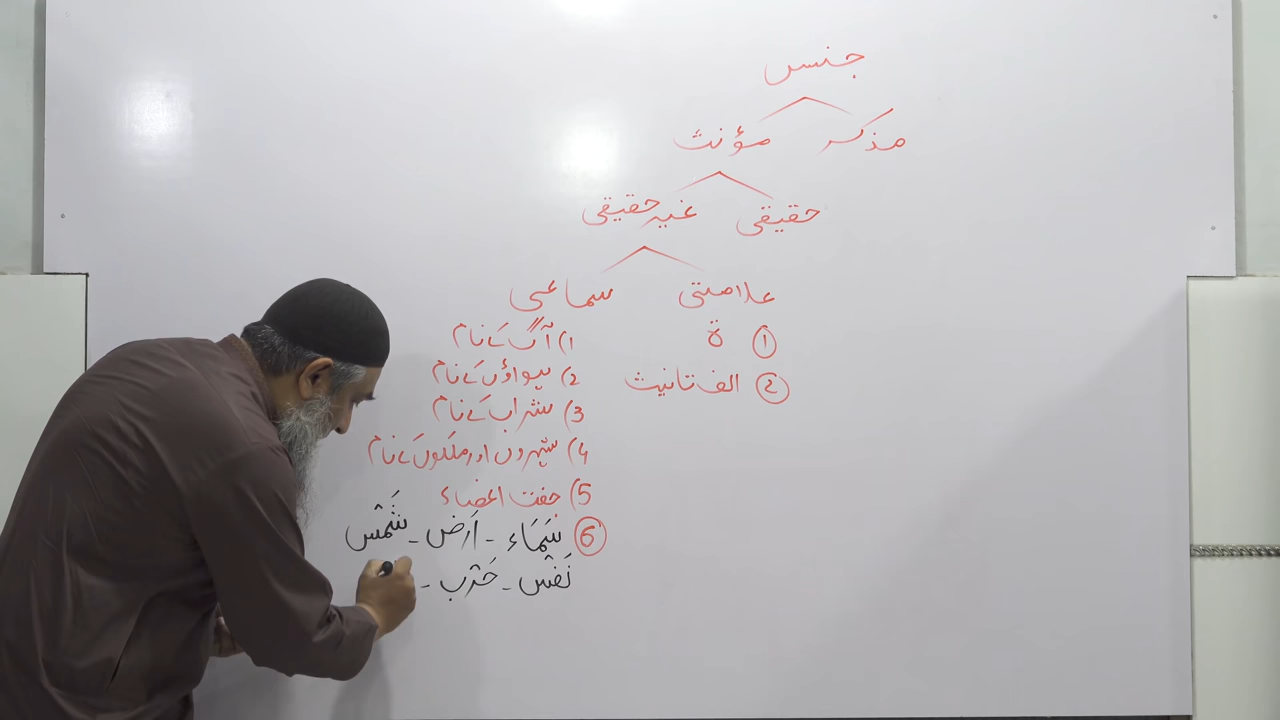 جنس
مذکر مؤنث
حقیقی غیر حقیقی
علامتی سماعی
① ة
② الف تانیث
1) آگ کے نام
2) ہواؤں کے نام
3) شراب کے نام
4) شہروں اور ملکوں کے نام
5) جفت اعضاء
⑥ سَمَاء - اَرْض - شَمْس
نَفْس - حَرْب -